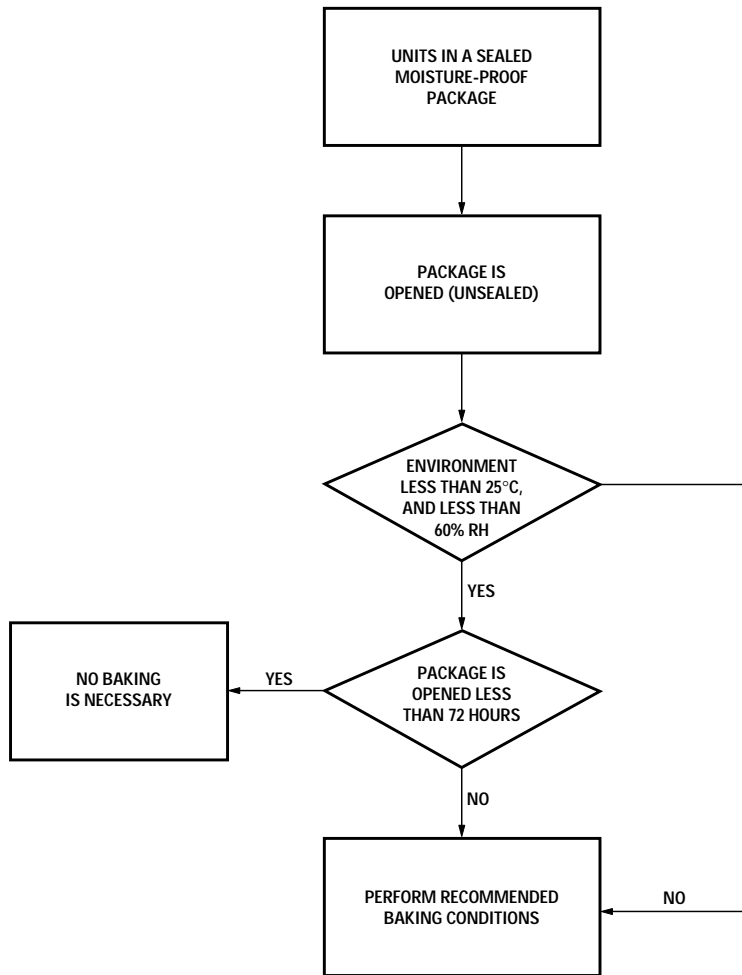 UNITS IN A SEALED
MOISTURE-PROOF
PACKAGE
PACKAGE IS
OPENED (UNSEALED)
ENVIRONMENT
LESS THAN 25°C,
AND LESS THAN
60% RH
YES
NO BAKING
IS NECESSARY
YES
PACKAGE IS
OPENED LESS
THAN 72 HOURS
NO
PERFORM RECOMMENDED
BAKING CONDITIONS
NO